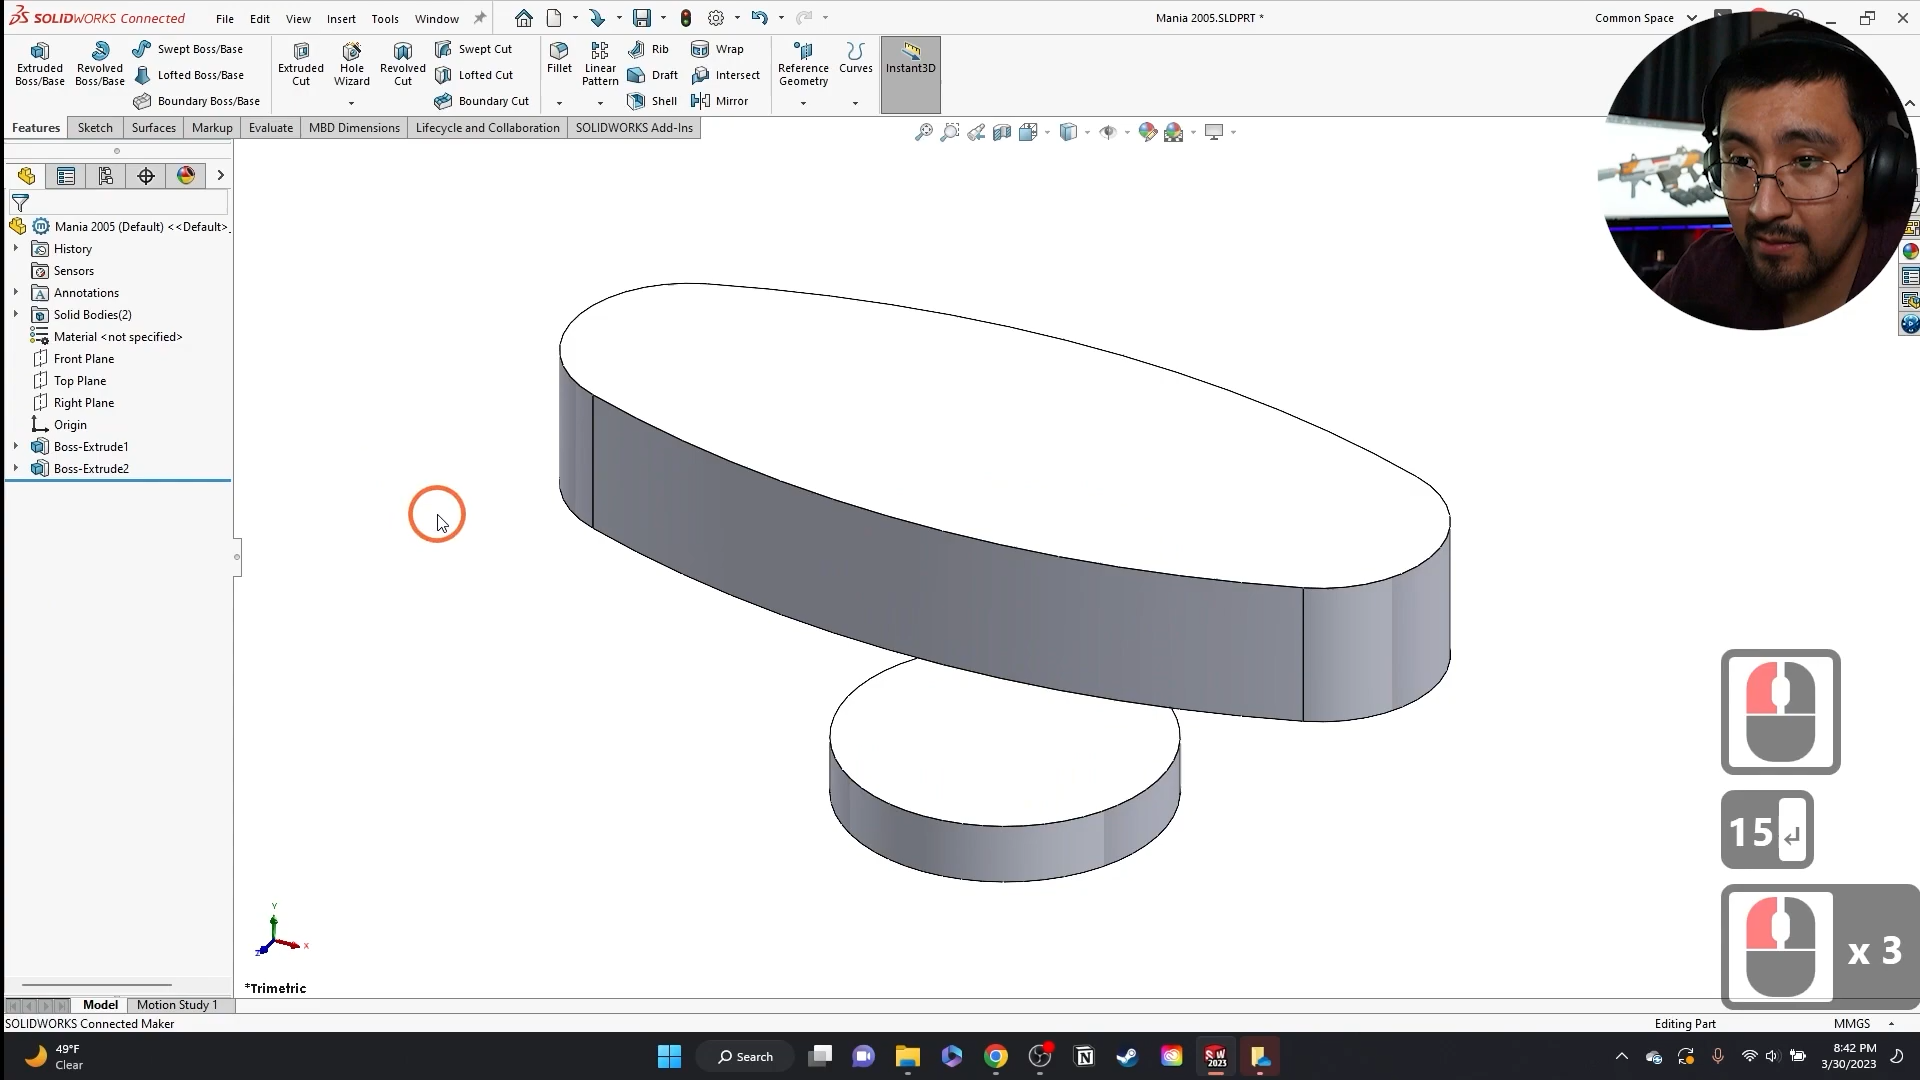 SOLIDWORKS Connected
File Edit View Insert Tools Window
Mania 2005.SLDPRT *
Common Space
Extruded Boss/Base
Revolved Boss/Base
Swept Boss/Base
Lofted Boss/Base
Boundary Boss/Base
Extruded Cut
Hole Wizard
Revolved Cut
Swept Cut
Lofted Cut
Boundary Cut
Fillet
Linear Pattern
Rib
Draft
Shell
Wrap
Intersect
Mirror
Reference Geometry
Curves
Instant3D
Features Sketch Surfaces Markup Evaluate MBD Dimensions Lifecycle and Collaboration SOLIDWORKS Add-Ins
Mania 2005 (Default) <<Default>_
History
Sensors
Annotations
Solid Bodies(2)
Material <not specified>
Front Plane
Top Plane
Right Plane
Origin
Boss-Extrude1
Boss-Extrude2
15
x 3
Y
X
Z
*Trimetric
Model Motion Study 1
SOLIDWORKS Connected Maker
Editing Part
MMGS
49°F
Clear
Search
SW
2023
8:42 PM
3/30/2023